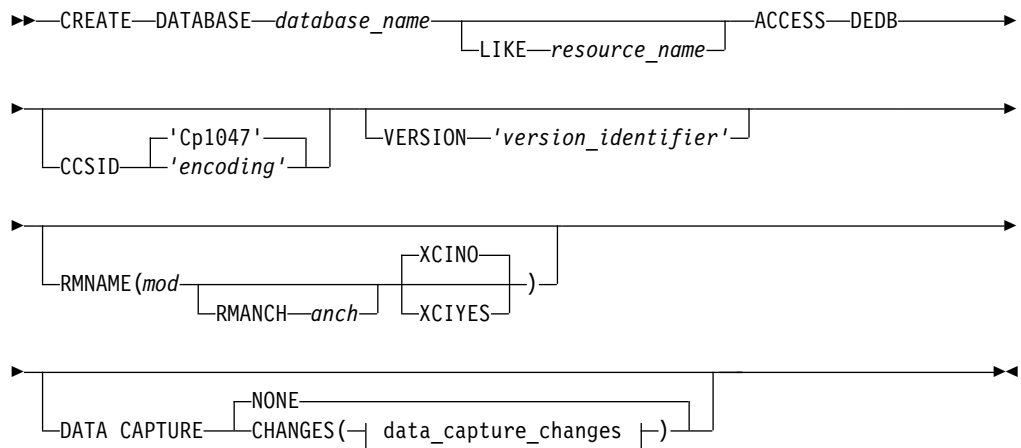 CREATE DATABASE database_name ACCESS DEDB
LIKE resource_name
'Cp1047'
CCSID 'encoding'
VERSION 'version_identifier'
XCINO
RMNAME(mod )
RMANCH anch XCIYES
NONE
DATA CAPTURE CHANGES( data_capture_changes )